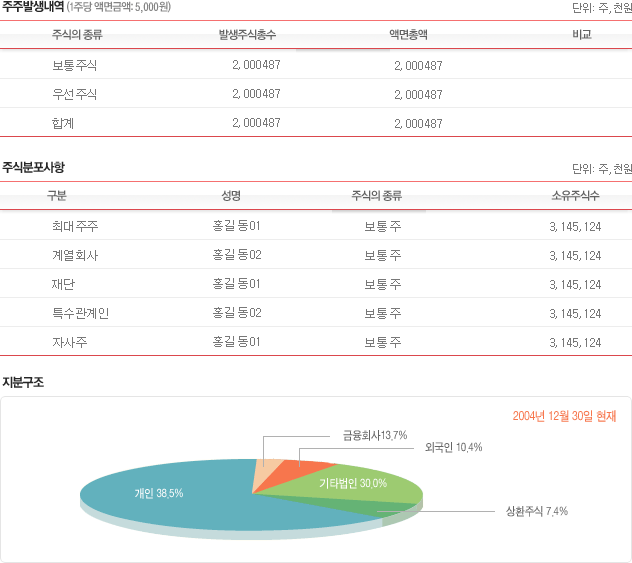 주주발생내역 (1주당 액면금액: 5,000원) 단위: 주,천원
주식의 종류 발생주식총수 액면총액 비교
보통주식 2,000487 2,000487
우선주식 2,000487 2,000487
합계 2,000487 2,000487
주식분포사항 단위: 주,천원
구분 성명 주식의 종류 소유주식수
최대주주 홍길동01 보통주 3,145,124
계열회사 홍길동02 보통주 3,145,124
재단 홍길동01 보통주 3,145,124
특수관계인 홍길동02 보통주 3,145,124
자사주 홍길동01 보통주 3,145,124
지분구조
2004년 12월 30일 현재
금융회사13,7%
외국인 10,4%
기타법인 30,0%
개인 38,5%
상환주식 7,4%